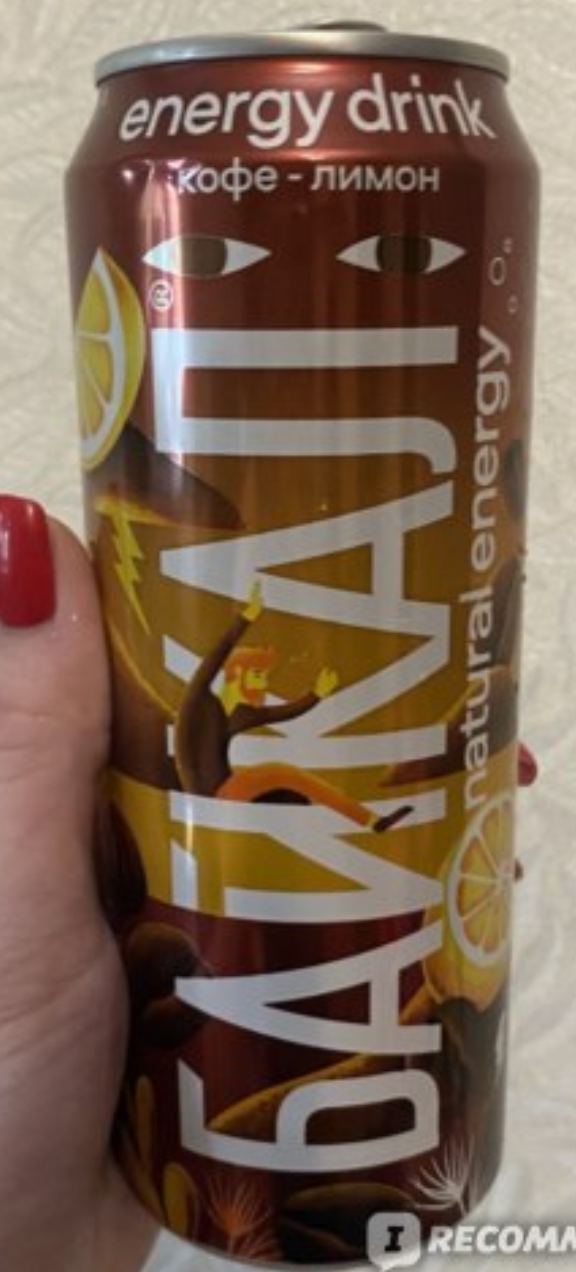 energy drink
кофе - лимон
®
БАЙКАЛ
natural energy
I RECOMM